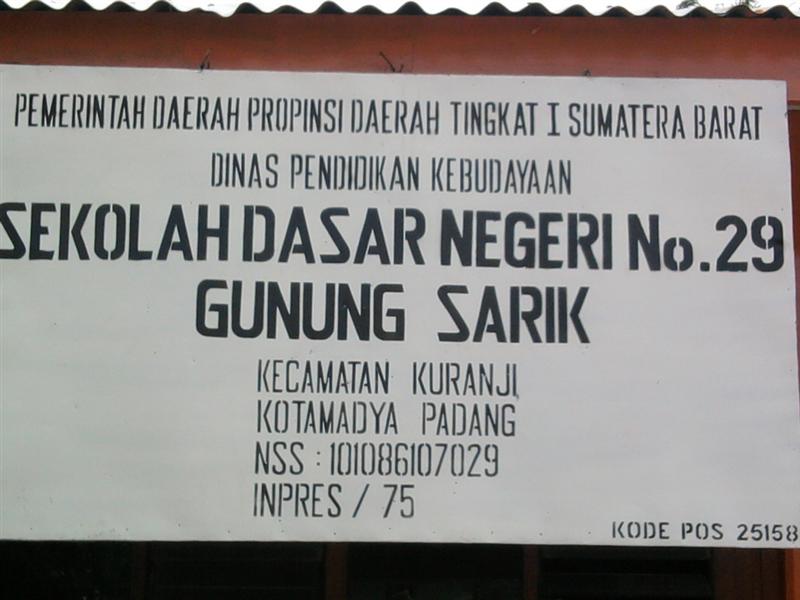 PEMERINTAH DAERAH PROPINSI DAERAH TINGKAT I SUMATERA BARAT
DINAS PENDIDIKAN KEBUDAYAAN
SEKOLAH DASAR NEGERI No.29
GUNUNG SARIK
KECAMATAN KURANJI
KOTAMADYA PADANG
NSS : 101086107029
INPRES / 75
KODE POS 25158